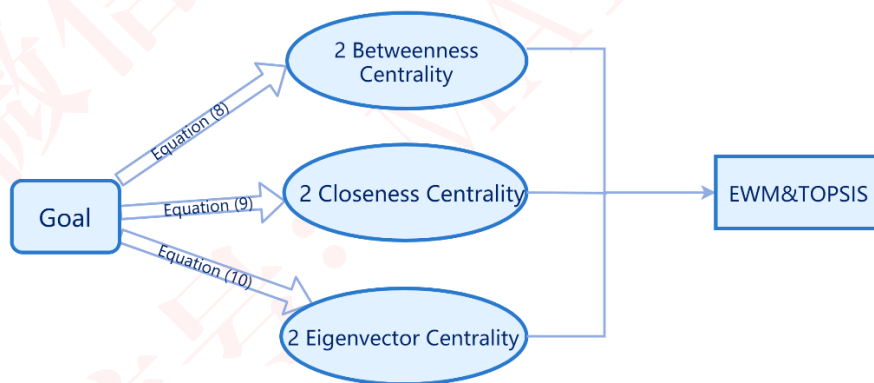 2 Betweenness
Centrality
Equation (8)
Goal
Equation (9)
2 Closeness Centrality
EWM&TOPSIS
Equation (10)
2 Eigenvector Centrality